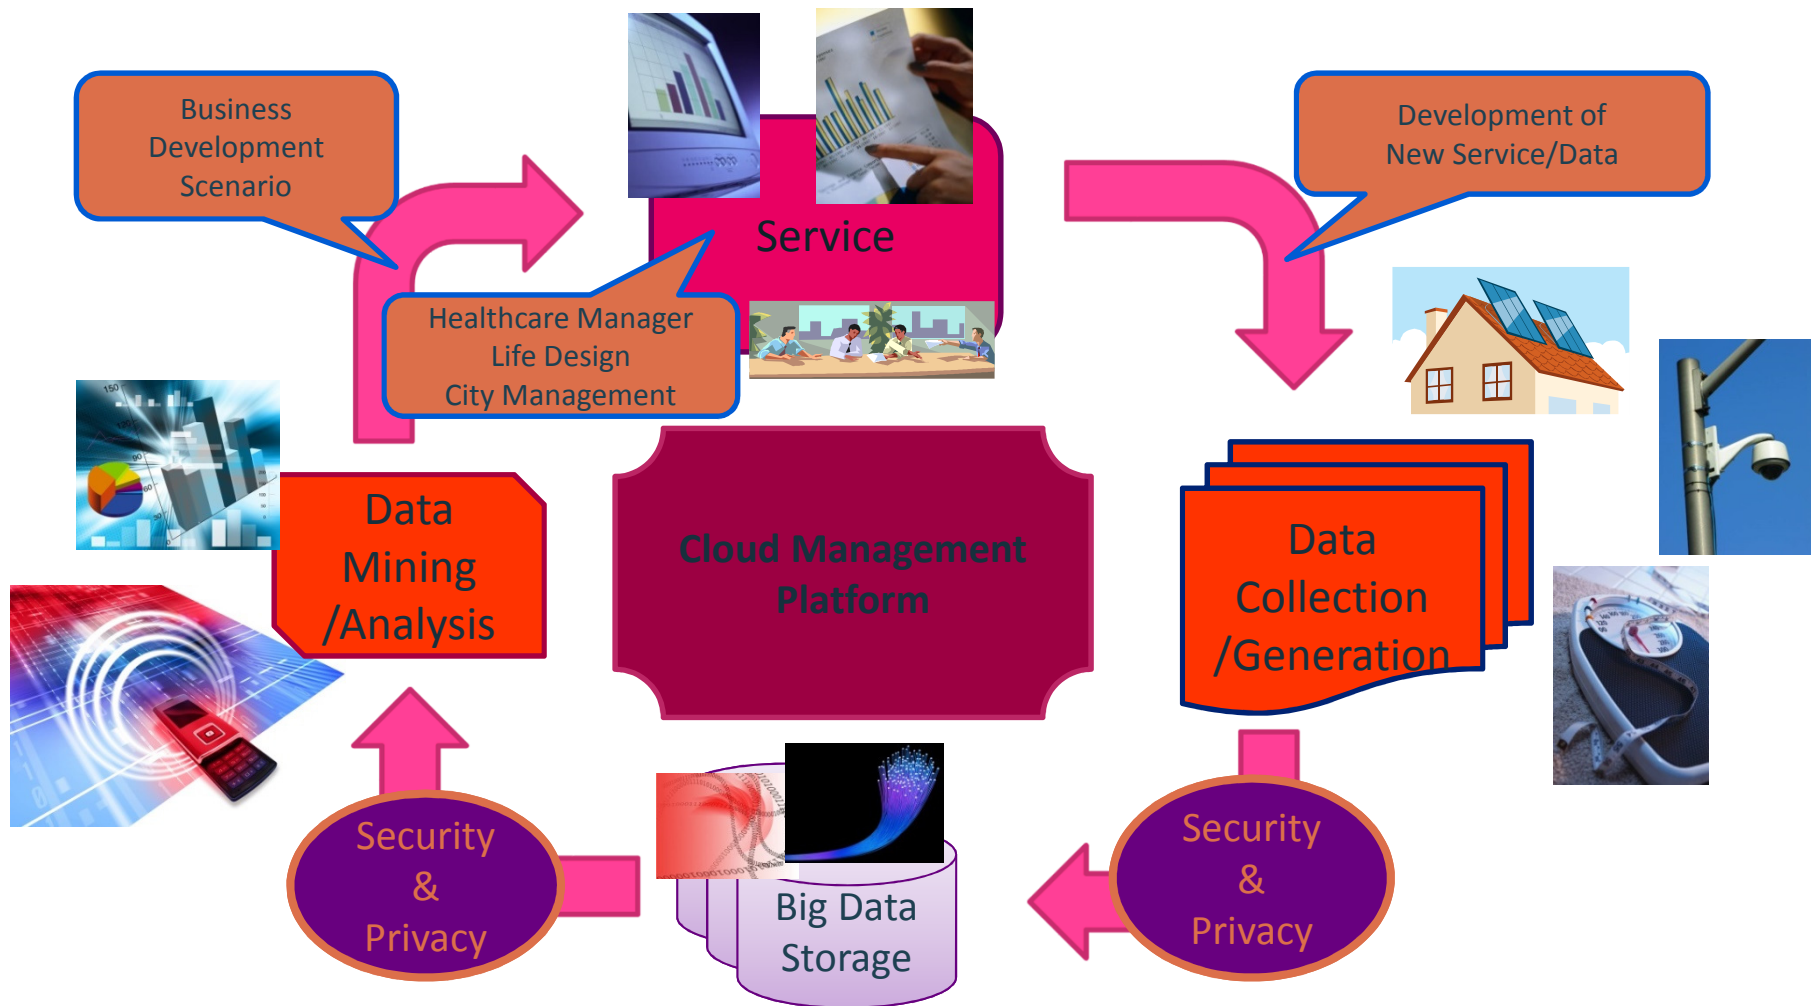 Business
Development
Scenario
Development of
New Service/Data
Service
Healthcare Manager
Life Design
City Management
Data
Mining
/Analysis
Cloud Management
Platform
Data
Collection
/Generation
Security
&
Privacy
Big Data
Storage
Security
&
Privacy